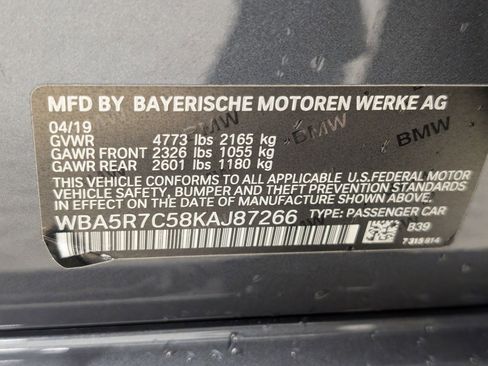 MFD BY BAYERISCHE MOTOREN WERKE AG
04/19
GVWR 4773 lbs 2165 kg
GAWR FRONT 2326 lbs 1055 kg
GAWR REAR 2601 lbs 1180 kg
THIS VEHICLE CONFORMS TO ALL APPLICABLE U.S.FEDERAL MOTOR
VEHICLE SAFETY, BUMPER AND THEFT PREVENTION STANDARDS
IN EFFECT ON THE DATE OF MANUFACTURE SHOWN ABOVE.
WBA5R7C58KAJ87266 TYPE: PASSENGER CAR
B39
7318814
BMW
BMW